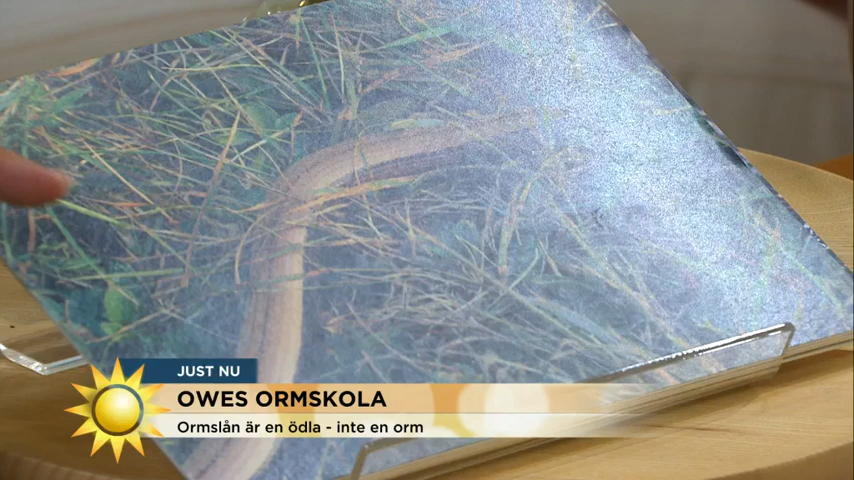 JUST NU
OWES ORMSKOLA
Ormslån är en ödla - inte en orm